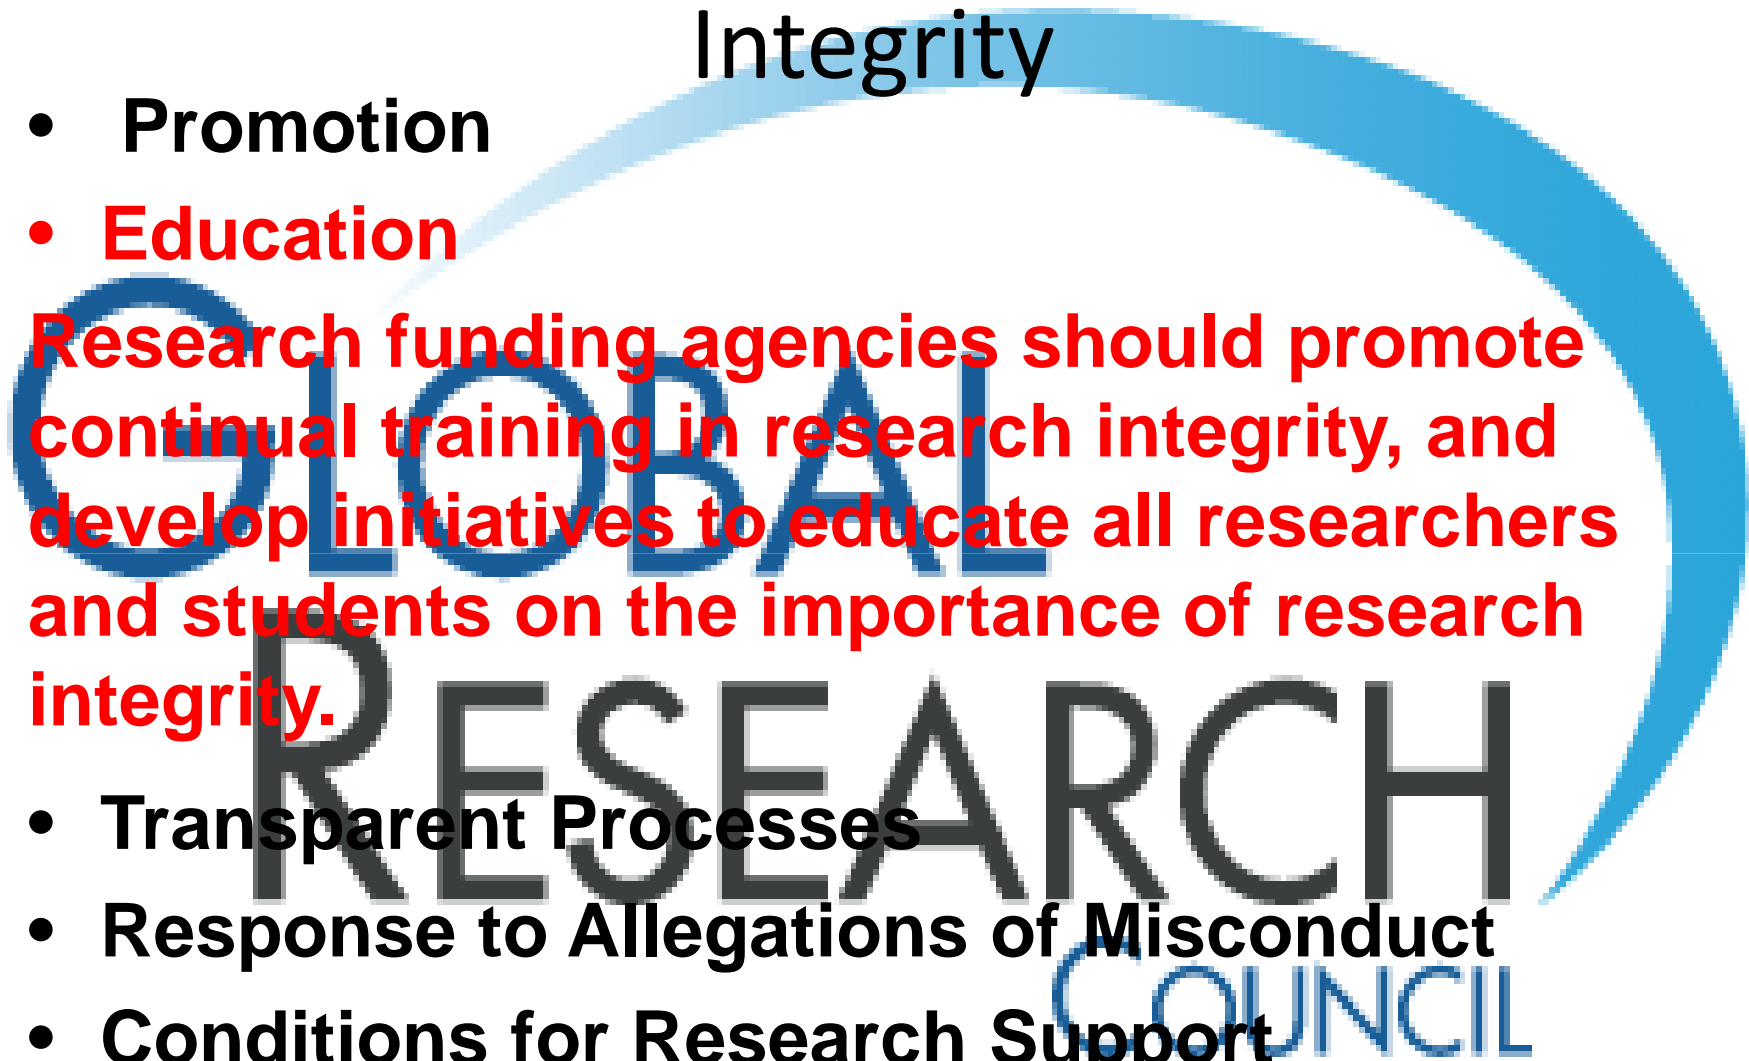 Integrity
• Promotion
• Education
Research funding agencies should promote
continual training in research integrity, and
develop initiatives to educate all researchers
and students on the importance of research
integrity.
• Transparent Processes
• Response to Allegations of Misconduct
• Conditions for Research Support
GLOBAL
RESEARCH
COUNCIL